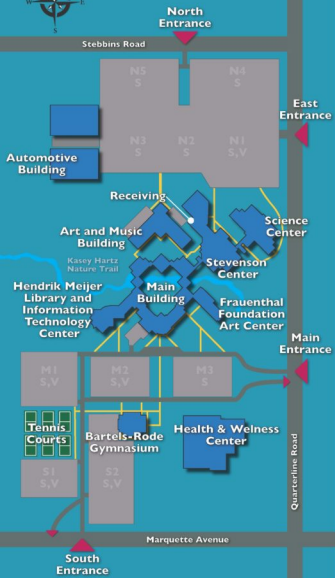 W
E
S
North
Entrance
Stebbins Road
N5
S
N4
S
East
Entrance
N3
S
N2
S
N1
S,V
Automotive
Building
Receiving
Art and Music
Building
Science
Center
Stevenson
Center
Kasey Hartz
Nature Trail
Main
Building
Hendrik Meijer
Library and
Information
Technology
Center
Frauenthal
Foundation
Art Center
Main
Entrance
M1
S,V
M2
S,V
M3
S
Tennis
Courts
Bartels-Rode
Gymnasium
Health & Welness
Center
S1
S,V
S2
S,V
Quarterline Road
Marquette Avenue
South
Entrance